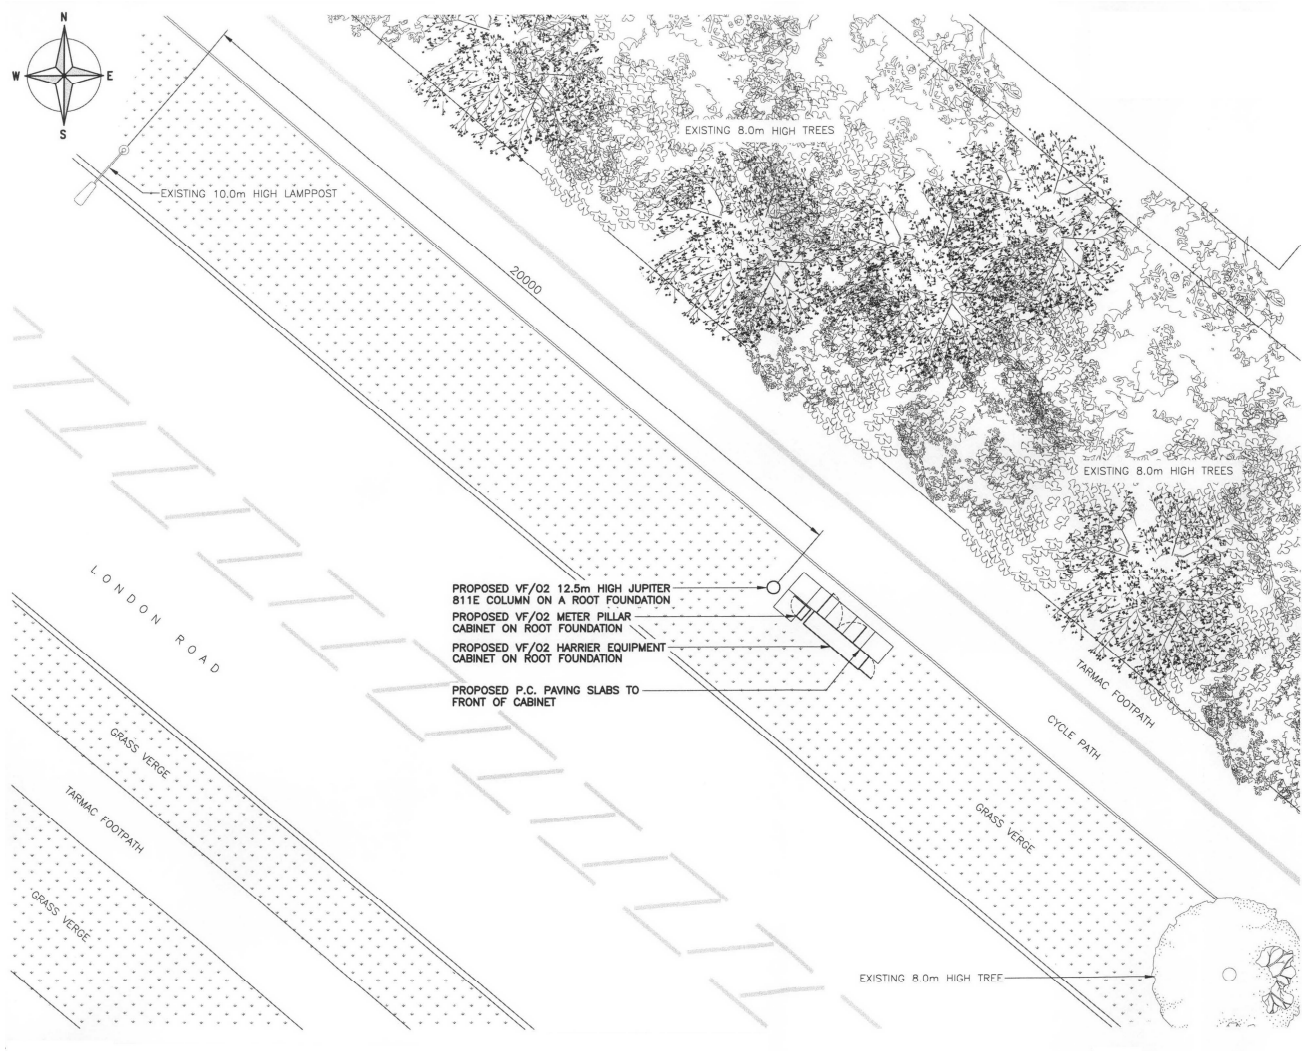 N
W E
S
EXISTING 8.0m HIGH TREES
EXISTING 10.0m HIGH LAMPPOST
20000
EXISTING 8.0m HIGH TREES
PROPOSED VF/O2 12.5m HIGH JUPITER
811E COLUMN ON A ROOT FOUNDATION
PROPOSED VF/O2 METER PILLAR
CABINET ON ROOT FOUNDATION
PROPOSED VF/O2 HARRIER EQUIPMENT
CABINET ON ROOT FOUNDATION
PROPOSED P.C. PAVING SLABS TO
FRONT OF CABINET
LONDON ROAD
TARMAC FOOTPATH
CYCLE PATH
GRASS VERGE
GRASS VERGE
TARMAC FOOTPATH
GRASS VERGE
EXISTING 8.0m HIGH TREE